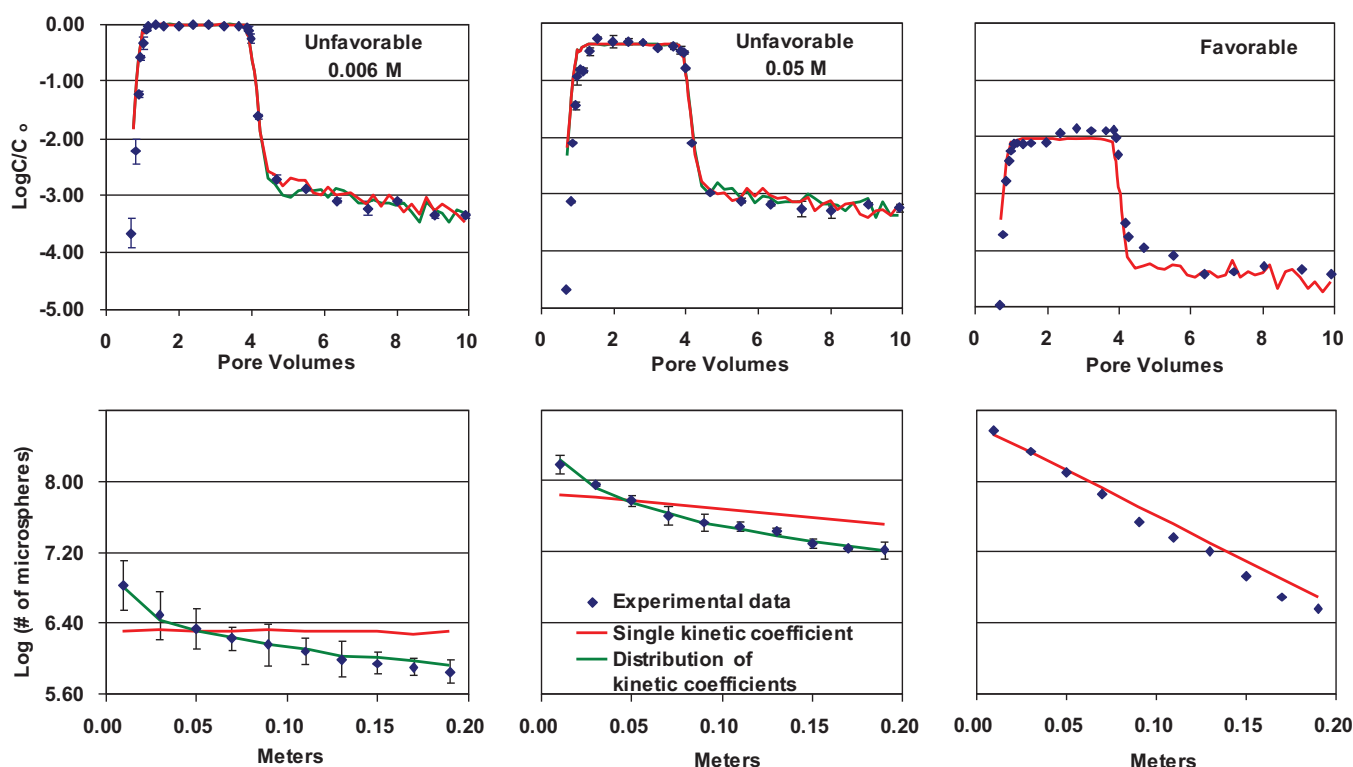 0.00
-1.00
-2.00
-3.00
-4.00
-5.00
LogC/C o
Unfavorable
0.006 M
0 2 4 6 8 10
Pore Volumes
Unfavorable
0.05 M
0 2 4 6 8 10
Pore Volumes
Favorable
0 2 4 6 8 10
Pore Volumes
8.00
7.20
6.40
5.60
Log (# of microspheres)
0.00 0.05 0.10 0.15 0.20
Meters
Experimental data
Single kinetic coefficient
Distribution of
kinetic coefficients
0.00 0.05 0.10 0.15 0.20
Meters
0.00 0.05 0.10 0.15 0.20
Meters